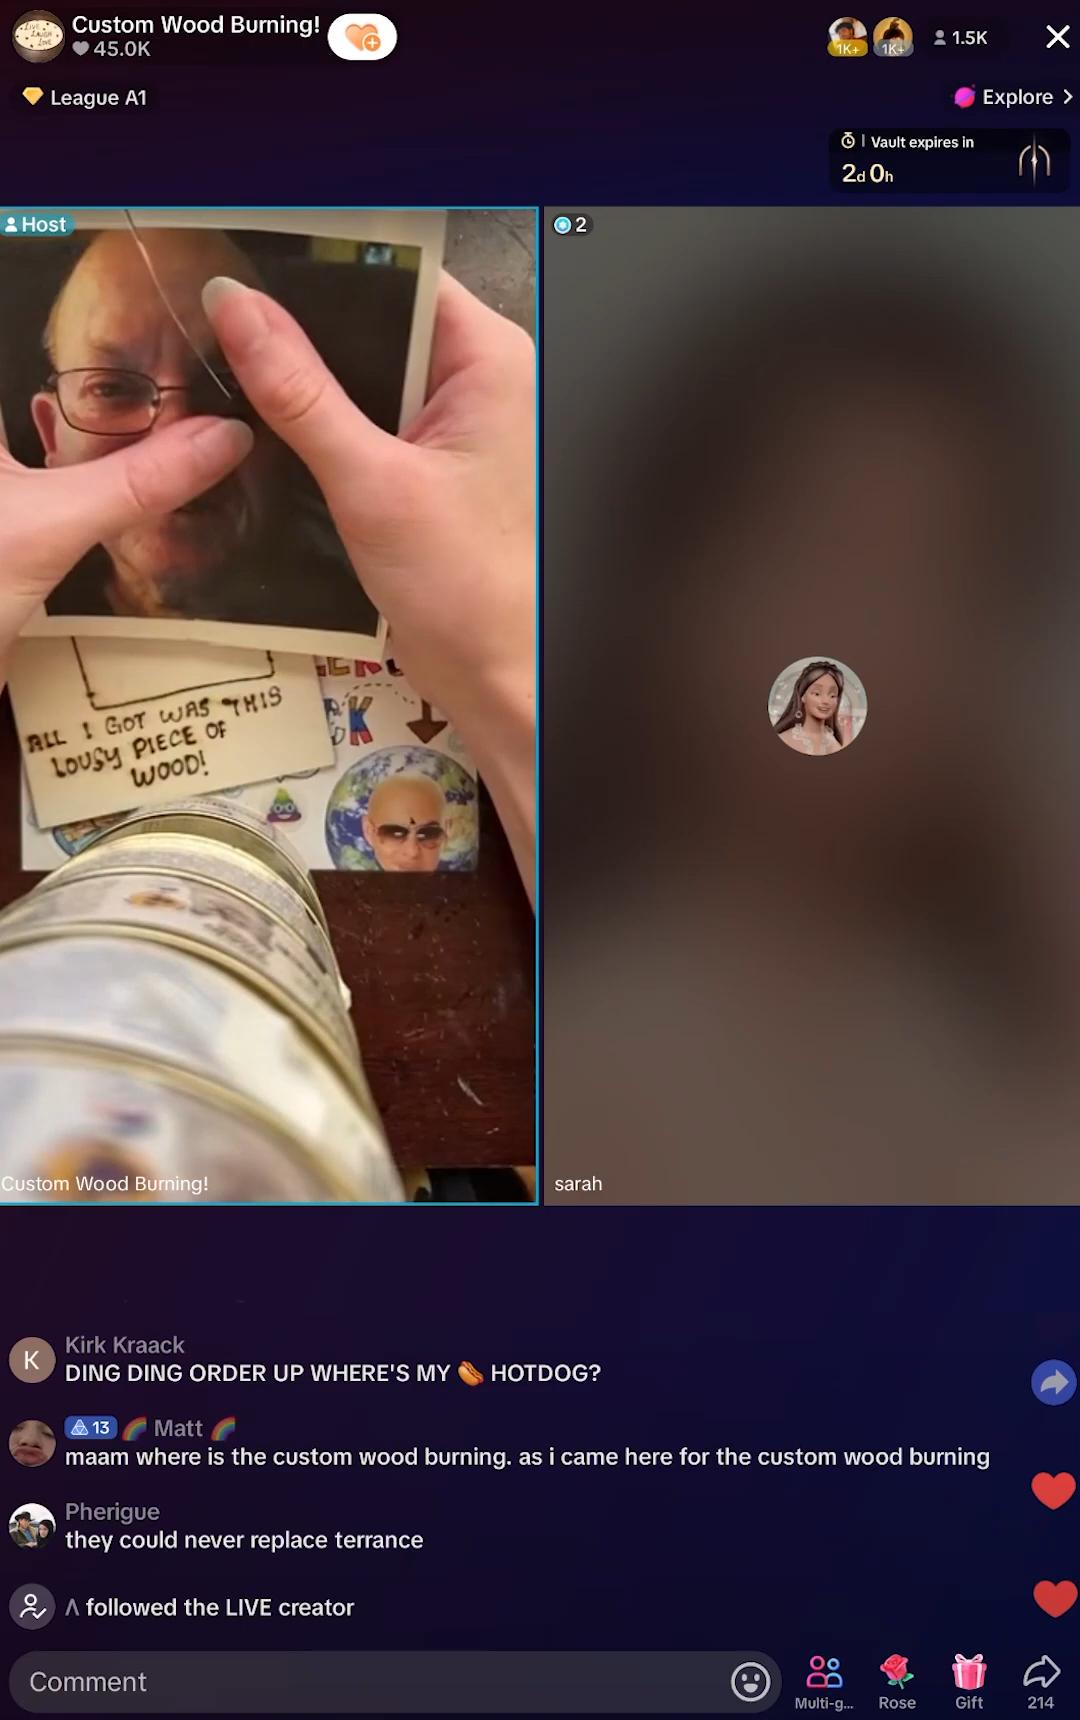 Custom Wood Burning!
45.0K
1K+
1K+
1.5K
League A1
Explore
Vault expires in
2d 0h
Host
2
ALL I GOT WAS THIS
LOUSY PIECE OF
WOOD!
Custom Wood Burning!
sarah
Kirk Kraack
K
DING DING ORDER UP WHERE'S MY 🌭 HOTDOG?
13 🌈 Matt 🌈
maam where is the custom wood burning. as i came here for the custom wood burning
Pherigue
they could never replace terrance
Λ followed the LIVE creator
Comment
Multi-g...
Rose
Gift
214